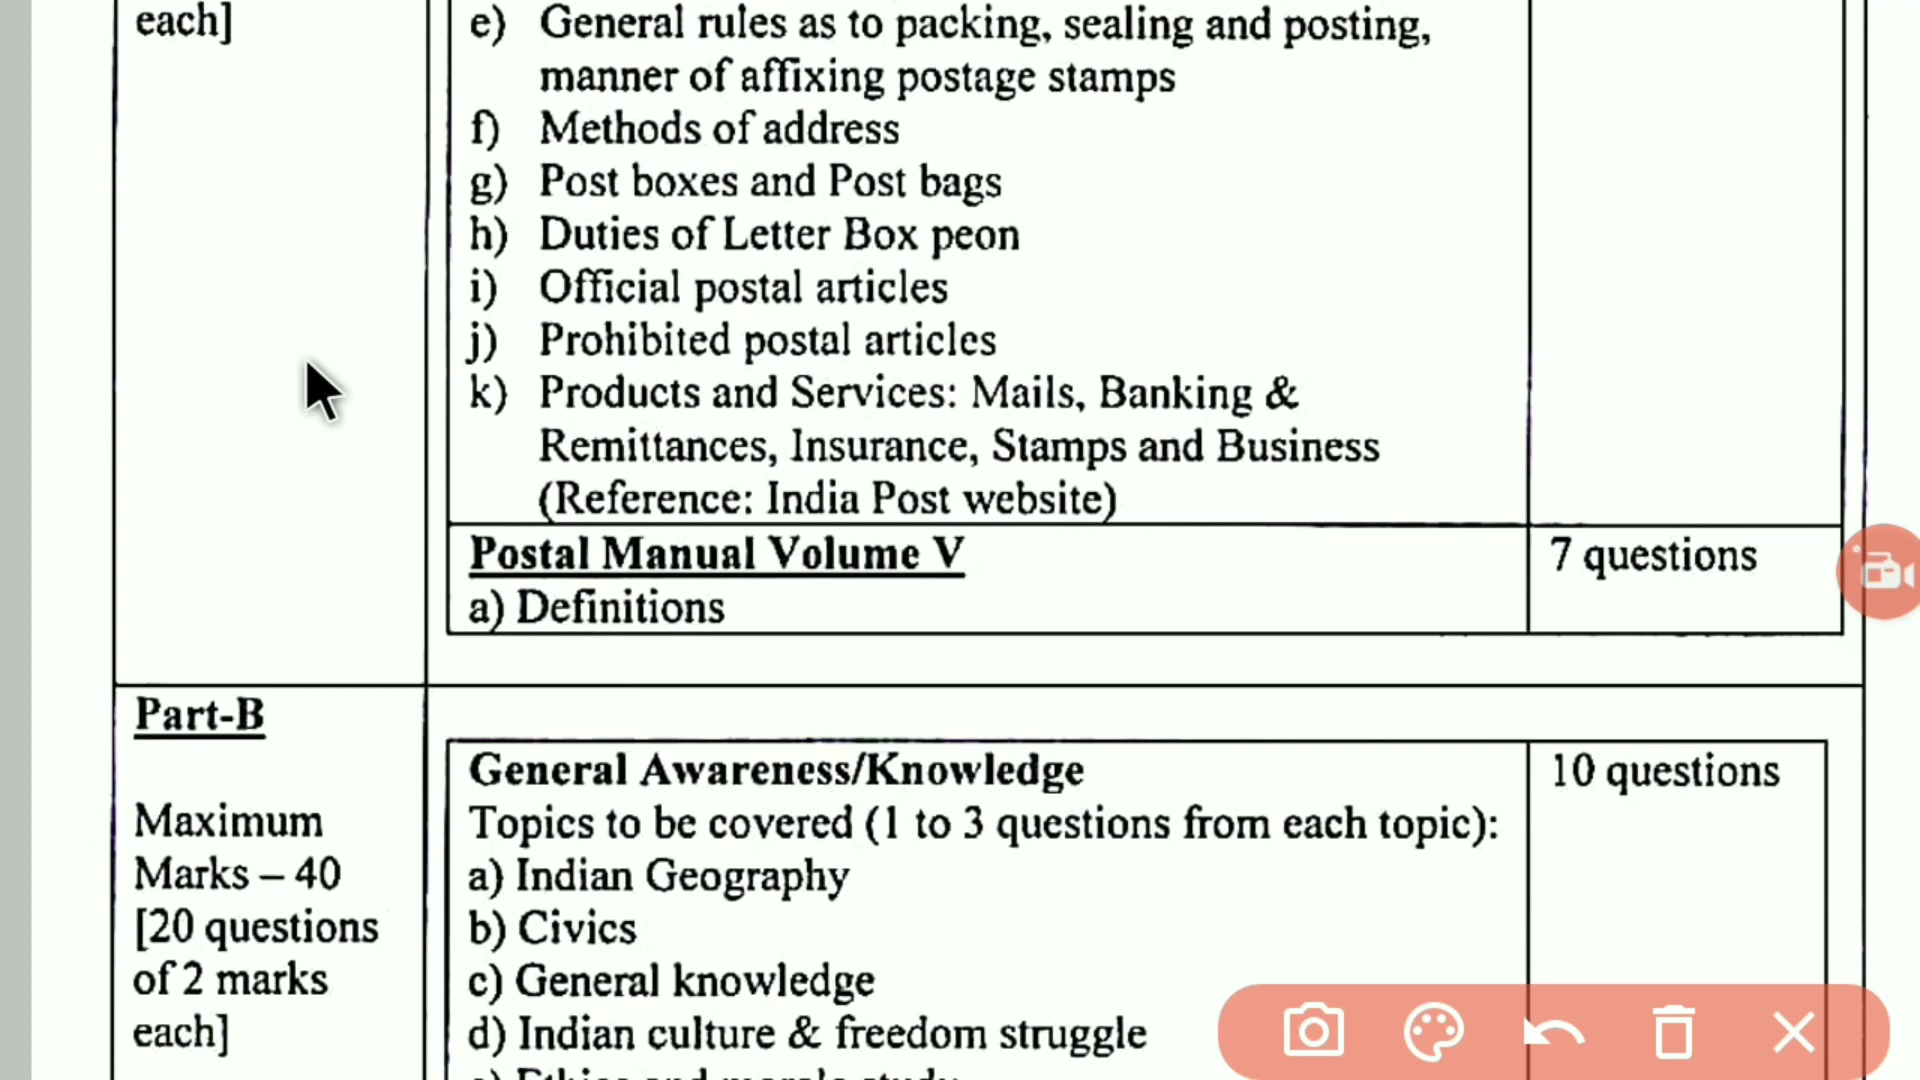 each]
e) General rules as to packing, sealing and posting,
manner of affixing postage stamps
f) Methods of address
g) Post boxes and Post bags
h) Duties of Letter Box peon
i) Official postal articles
j) Prohibited postal articles
k) Products and Services: Mails, Banking &
Remittances, Insurance, Stamps and Business
(Reference: India Post website)
Postal Manual Volume V
7 questions
a) Definitions
Part-B
Maximum
Marks – 40
[20 questions
of 2 marks
each]
General Awareness/Knowledge
10 questions
Topics to be covered (1 to 3 questions from each topic):
a) Indian Geography
b) Civics
c) General knowledge
d) Indian culture & freedom struggle